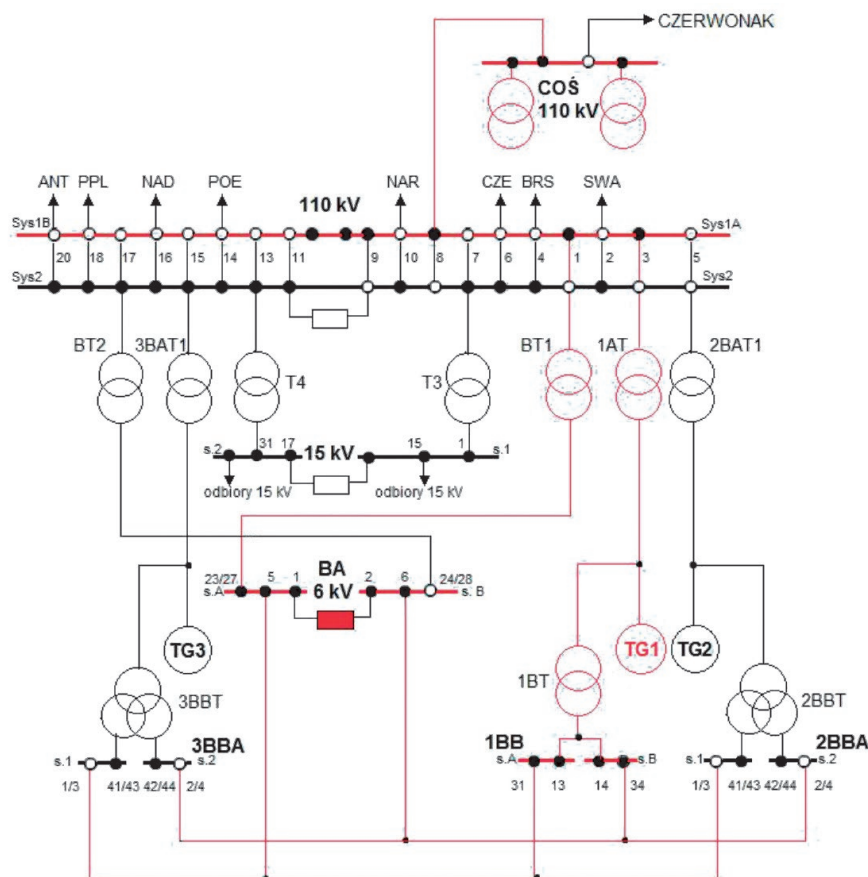 CZERWONAK
COŚ
110 kV
ANT PPL NAD POE 110 kV NAR CZE BRS SWA
Sys1B Sys1A
20 18 17 16 15 14 13 11 9 10 8 7 6 4 1 2 3 5
Sys2 Sys2
BT2 3BAT1 T4 T3 BT1 1AT 2BAT1
s.2 31 17 15 kV 15 1 s.1
odbiory 15 kV odbiory 15 kV
23/27 5 1 BA 2 6 24/28
s.A 6 kV s. B
TG3 TG1 TG2
3BBT 1BT 2BBT
3BBA 1BB 2BBA
s.1 s.2 s.A s.B s.1 s.2
1/3 41/43 42/44 2/4 31 13 14 34 1/3 41/43 42/44 2/4